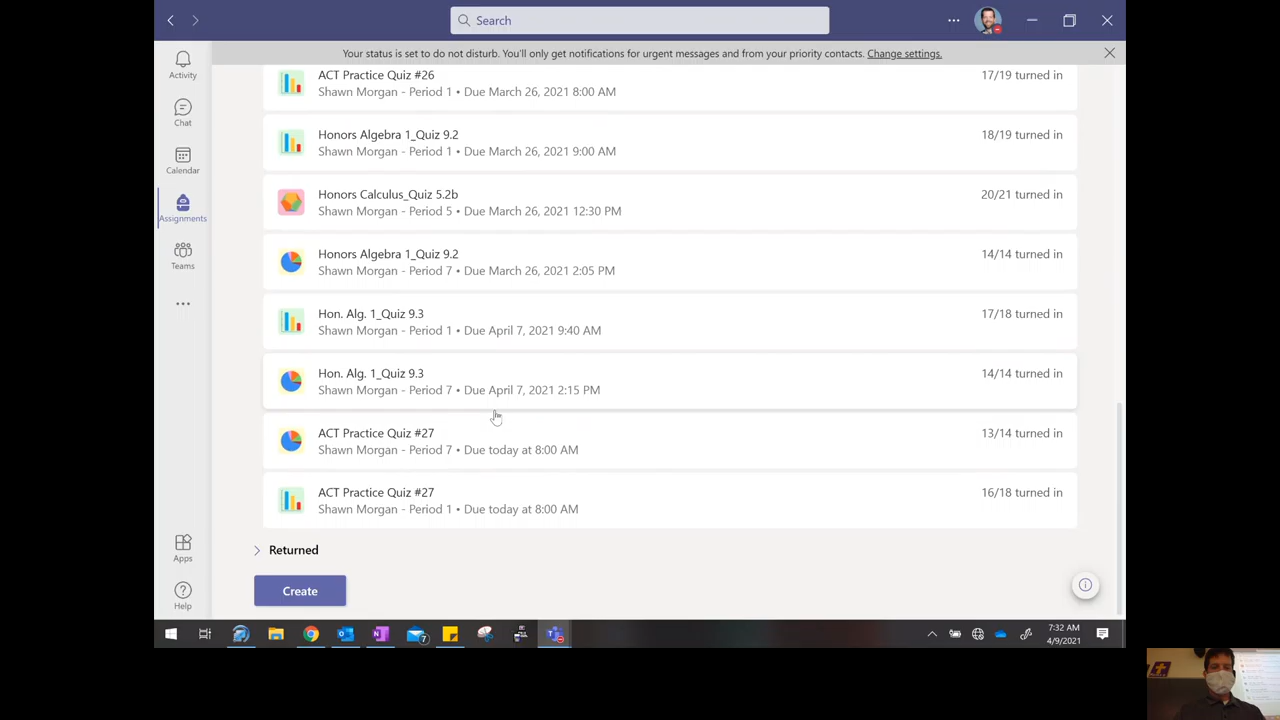 Search
Your status is set to do not disturb. You'll only get notifications for urgent messages and from your priority contacts. Change settings.
Activity
Chat
Calendar
Assignments
Teams
Apps
Help
ACT Practice Quiz #26
17/19 turned in
Shawn Morgan - Period 1 • Due March 26, 2021 8:00 AM
Honors Algebra 1_Quiz 9.2
18/19 turned in
Shawn Morgan - Period 1 • Due March 26, 2021 9:00 AM
Honors Calculus_Quiz 5.2b
20/21 turned in
Shawn Morgan - Period 5 • Due March 26, 2021 12:30 PM
Honors Algebra 1_Quiz 9.2
14/14 turned in
Shawn Morgan - Period 7 • Due March 26, 2021 2:05 PM
Hon. Alg. 1_Quiz 9.3
17/18 turned in
Shawn Morgan - Period 1 • Due April 7, 2021 9:40 AM
Hon. Alg. 1_Quiz 9.3
14/14 turned in
Shawn Morgan - Period 7 • Due April 7, 2021 2:15 PM
ACT Practice Quiz #27
13/14 turned in
Shawn Morgan - Period 7 • Due today at 8:00 AM
ACT Practice Quiz #27
16/18 turned in
Shawn Morgan - Period 1 • Due today at 8:00 AM
Returned
Create
7
7:32 AM
4/9/2021